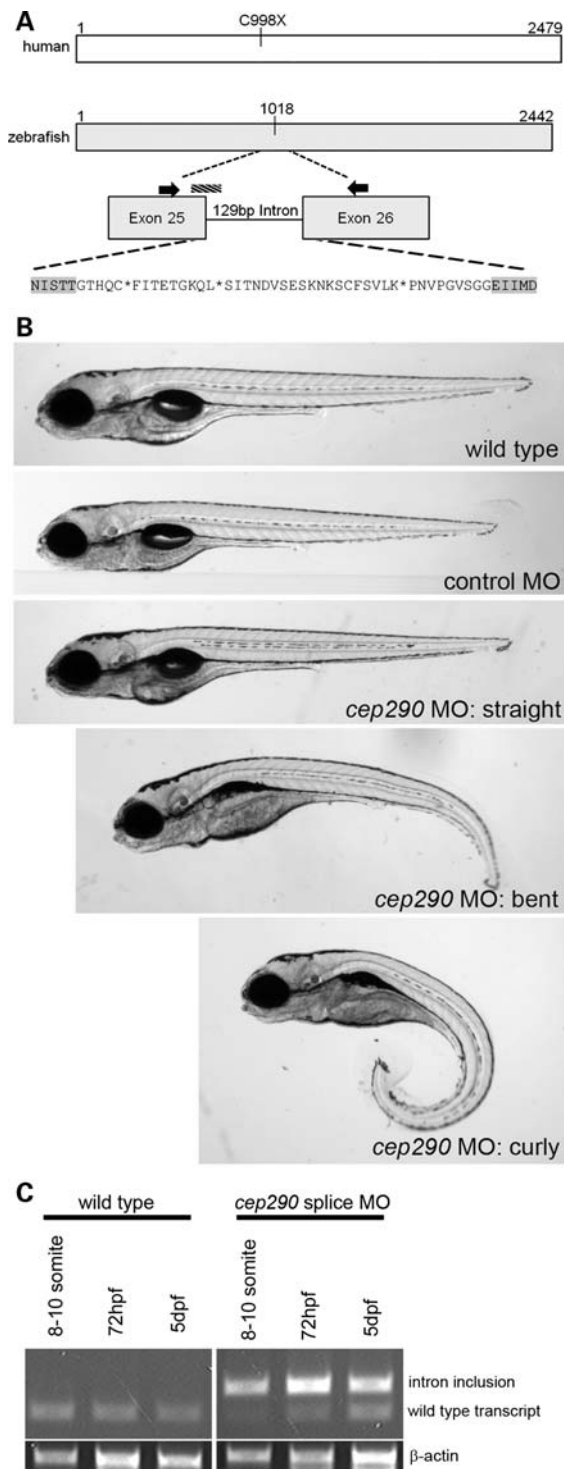 A
C998X
1 2479
human
1018
1 2442
zebrafish
Exon 25 129bp Intron Exon 26
NISTTGTHQC*FITETGKQL*SITNDVSESKNKSCFSVLK*PNVPGVSGGEIIMD
B
wild type
control MO
cep290 MO: straight
cep290 MO: bent
cep290 MO: curly
C
wild type cep290 splice MO
8-10 somite 72hpf 5dpf 8-10 somite 72hpf 5dpf
intron inclusion
wild type transcript
β-actin